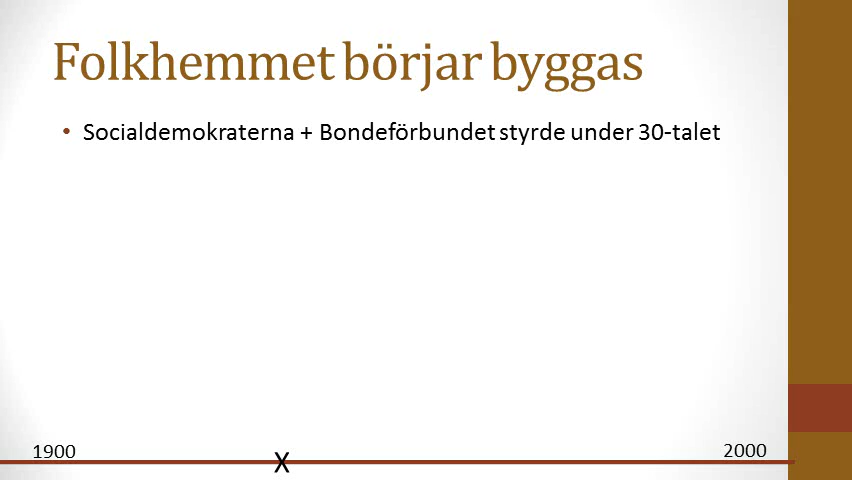 Folkhemmet börjar byggas
• Socialdemokraterna + Bondeförbundet styrde under 30-talet
1900
X
2000